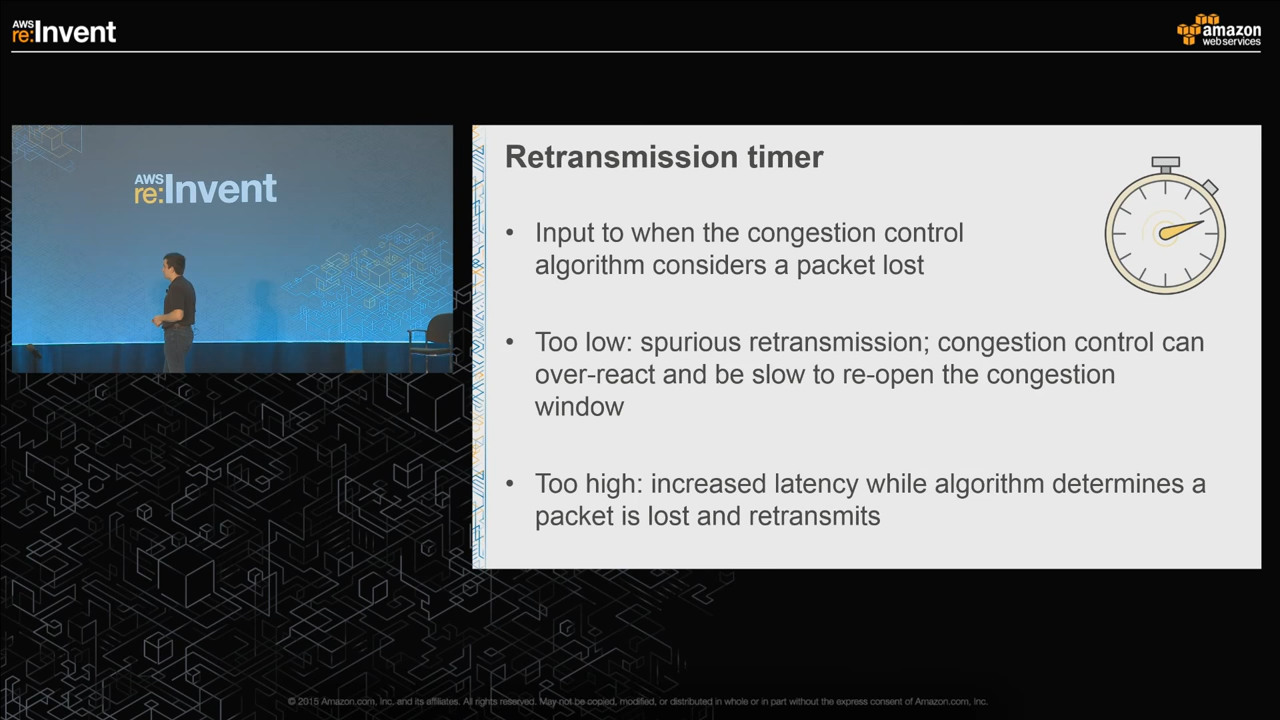 AWS
re:Invent
amazon
web services
AWS
re:Invent
Retransmission timer
• Input to when the congestion control
algorithm considers a packet lost
• Too low: spurious retransmission; congestion control can
over-react and be slow to re-open the congestion
window
• Too high: increased latency while algorithm determines a
packet is lost and retransmits
© 2015 Amazon.com, Inc. and its affiliates. All rights reserved. May not be copied, modified, or distributed in whole or in part without the express consent of Amazon.com, Inc.